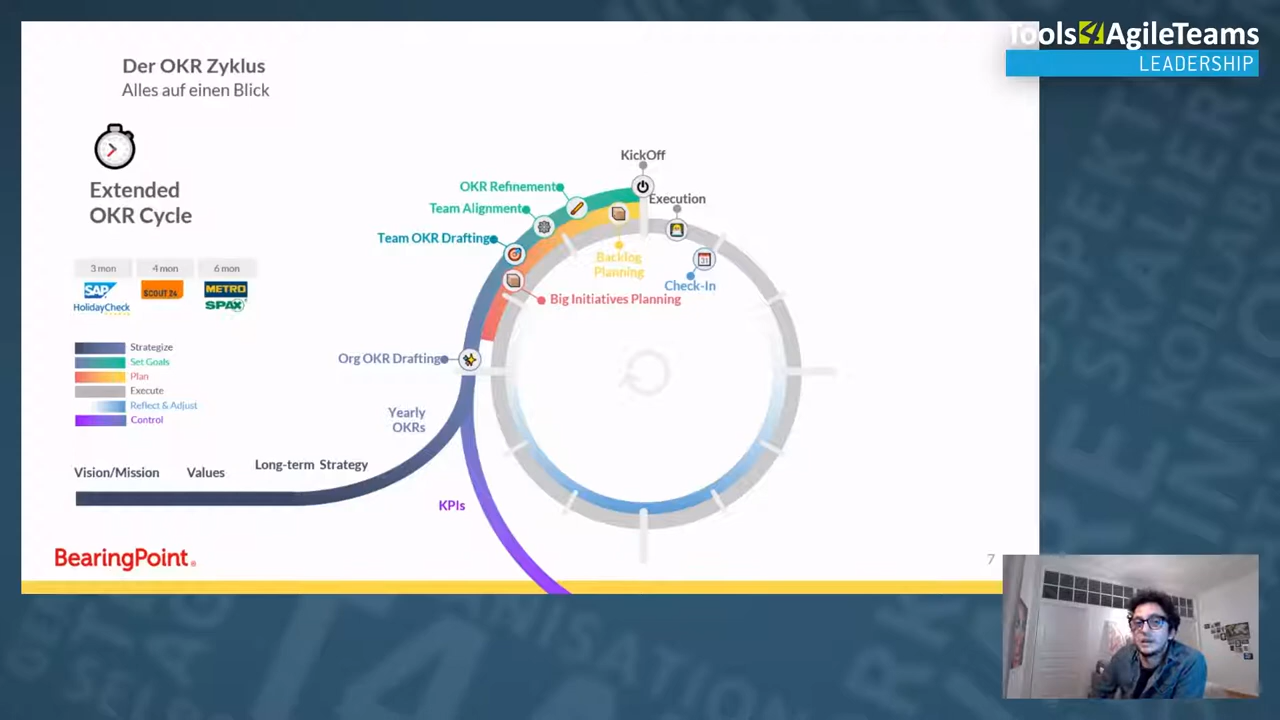 Tools4AgileTeams
LEADERSHIP
Der OKR Zyklus
Alles auf einen Blick
Extended
OKR Cycle
3 mon
4 mon
6 mon
SAP
SCOUT 24
METRO
HolidayCheck
SPAX
Strategize
Set Goals
Plan
Execute
Reflect & Adjust
Control
KickOff
OKR Refinement
Execution
Team Alignment
Team OKR Drafting
Backlog
Planning
Check-In
Big Initiatives Planning
Org OKR Drafting
Yearly
OKRs
Vision/Mission
Values
Long-term Strategy
KPIs
BearingPoint
7